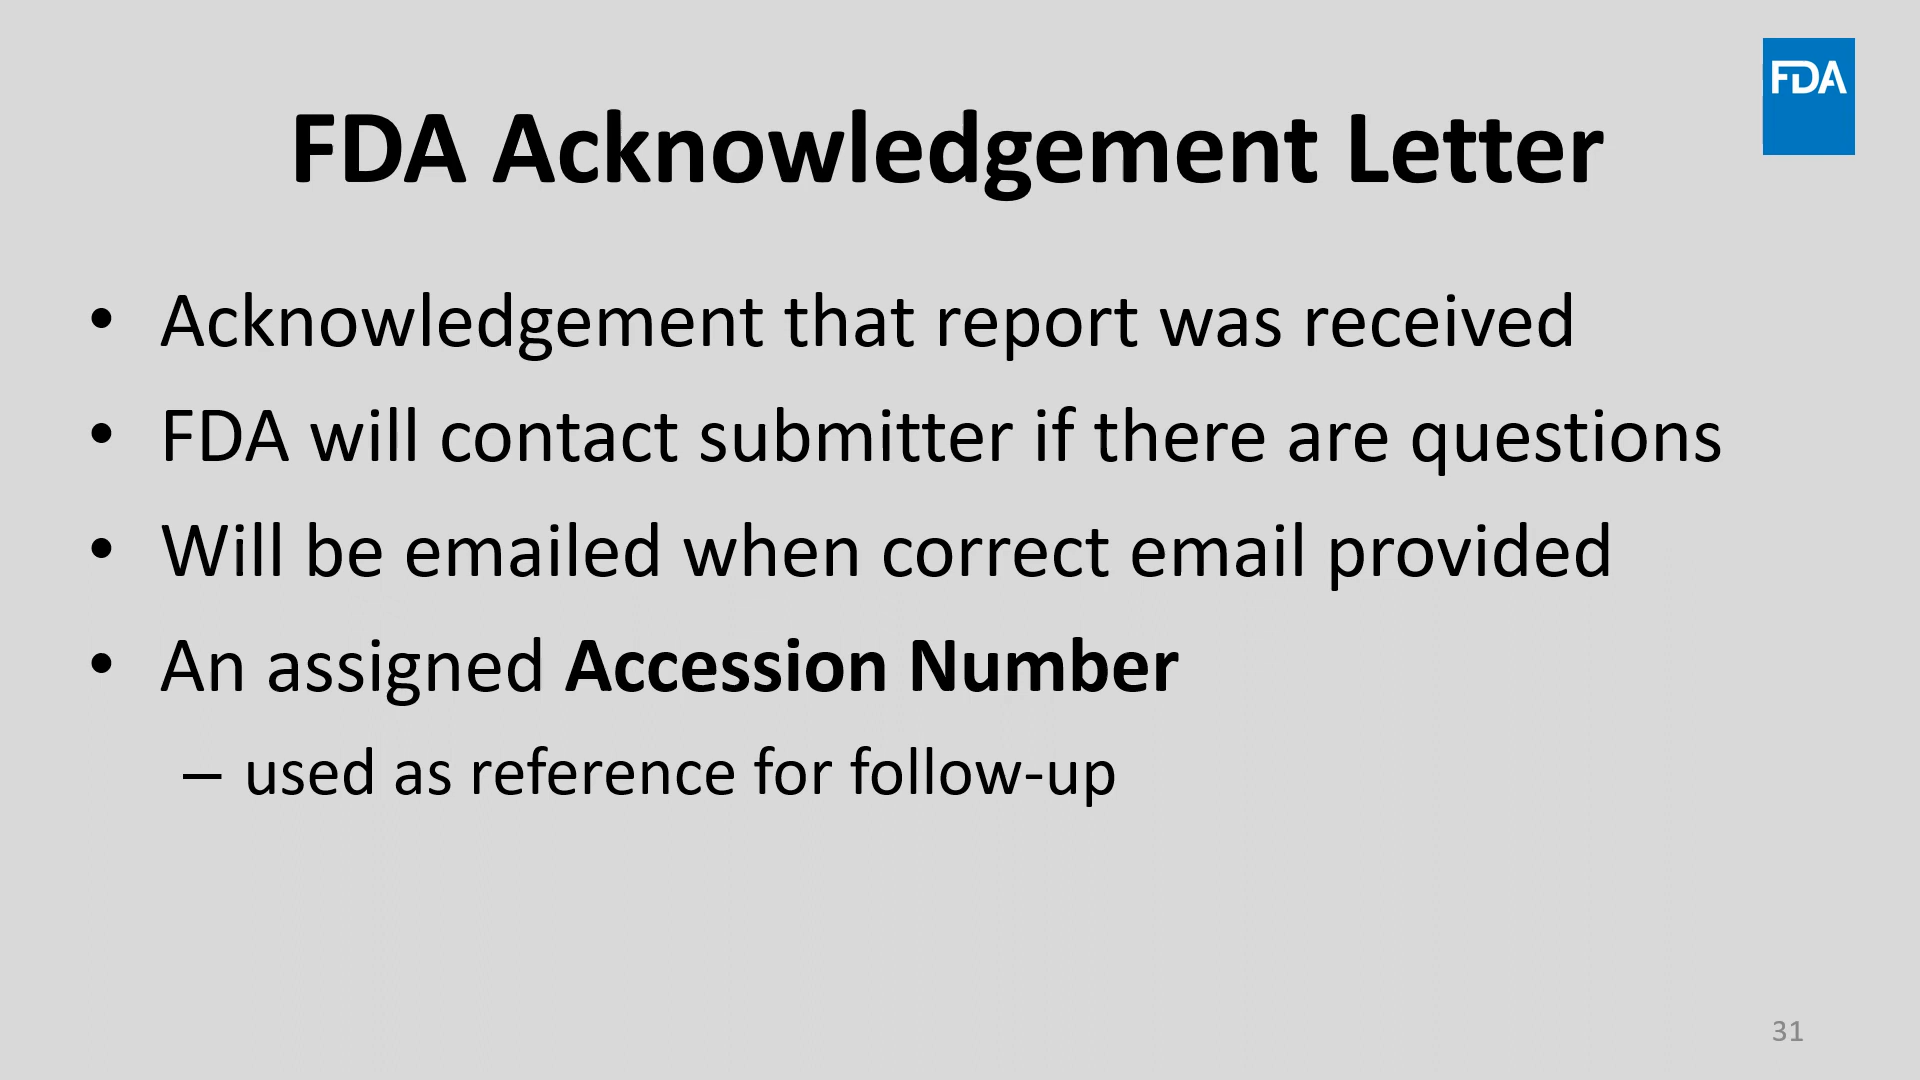 FDA
FDA Acknowledgement Letter
• Acknowledgement that report was received
• FDA will contact submitter if there are questions
• Will be emailed when correct email provided
• An assigned Accession Number
– used as reference for follow-up
31